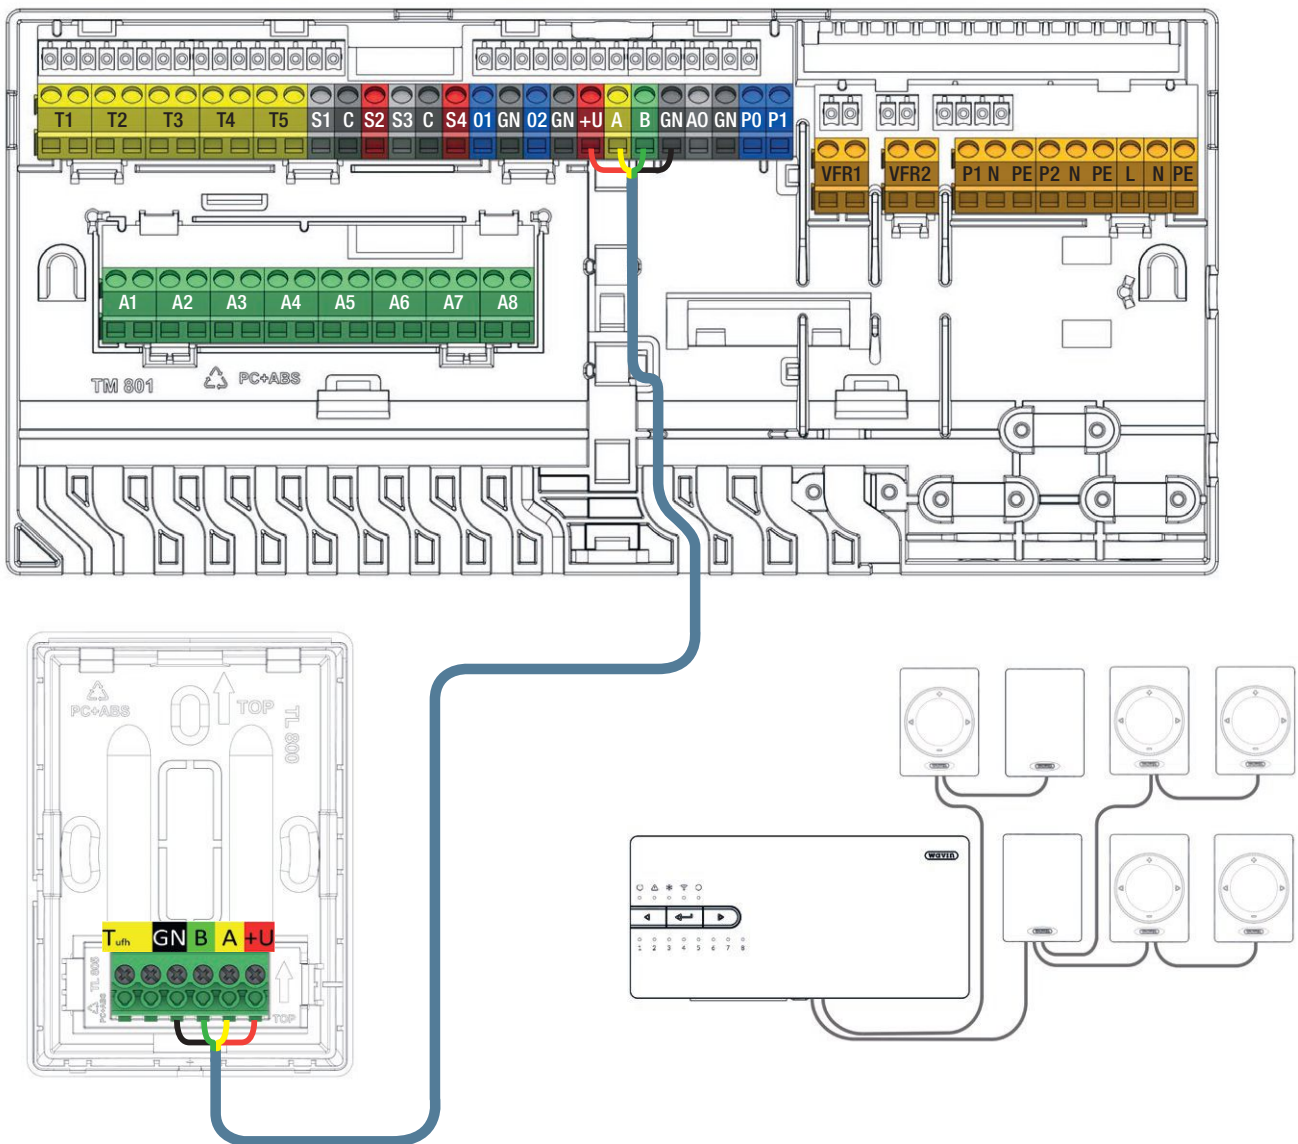 T1 T2 T3 T4 T5 S1 C S2 S3 C S4 01 GN 02 GN +U A B GN A0 GN P0 P1
VFR1 VFR2 P1 N PE P2 N PE L N PE
A1 A2 A3 A4 A5 A6 A7 A8
TM 801 PC+ABS
PC+ABS
TOP
TL 800
Tufh GN B A +U
TL 805
PC+ABS
TOP
wavin
1 2 3 4 5 6 7 8